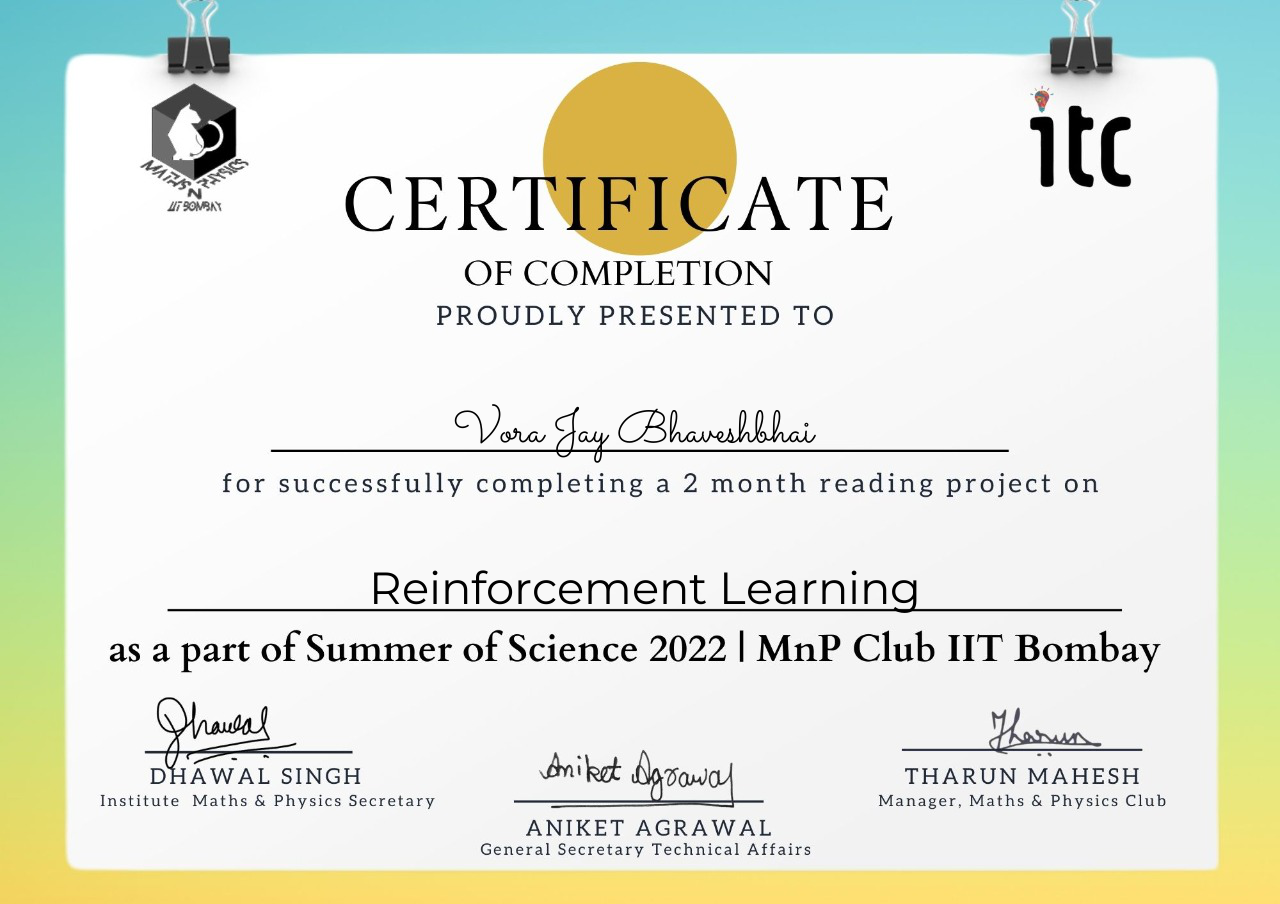 MATHS N PHYSICS
IIT BOMBAY
itc
CERTIFICATE
OF COMPLETION
PROUDLY PRESENTED TO
Vora Jay Bhaveshbhai
for successfully completing a 2 month reading project on
Reinforcement Learning
as a part of Summer of Science 2022 | MnP Club IIT Bombay
Dhawal
DHAWAL SINGH
Institute Maths & Physics Secretary
Aniket Agrawal
ANIKET AGRAWAL
General Secretary Technical Affairs
Tharun
THARUN MAHESH
Manager, Maths & Physics Club